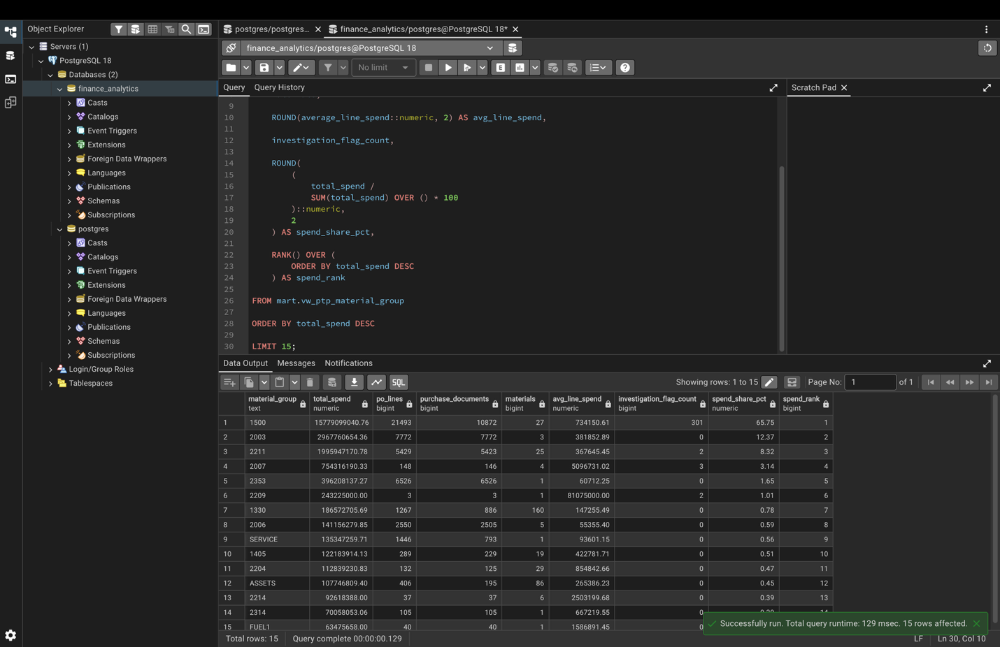 Object Explorer
postgres/postgres...
finance_analytics/postgres@PostgreSQL 18*
Servers (1)
PostgreSQL 18
Databases (2)
finance_analytics
Casts
Catalogs
Event Triggers
Extensions
Foreign Data Wrappers
Languages
Publications
Schemas
Subscriptions
postgres
Casts
Catalogs
Event Triggers
Extensions
Foreign Data Wrappers
Languages
Publications
Schemas
Subscriptions
Login/Group Roles
Tablespaces
finance_analytics/postgres@PostgreSQL 18
No limit
E
Query Query History
Scratch Pad
9
10 ROUND(average_line_spend::numeric, 2) AS avg_line_spend,
11
12 investigation_flag_count,
13
14 ROUND(
15 (
16 total_spend /
17 SUM(total_spend) OVER () * 100
18 )::numeric,
19 2
20 ) AS spend_share_pct,
21
22 RANK() OVER (
23 ORDER BY total_spend DESC
24 ) AS spend_rank
25
26 FROM mart.vw_ptp_material_group
27
28 ORDER BY total_spend DESC
29
30 LIMIT 15;
Data Output Messages Notifications
SQL
Showing rows: 1 to 15
Page No: 1 of 1
material_group total_spend po_lines purchase_documents materials avg_line_spend investigation_flag_count spend_share_pct spend_rank
text numeric bigint bigint bigint numeric bigint numeric bigint
1 1500 15779099040.76 21493 10872 27 734150.61 301 65.75 1
2 2003 2967760654.36 7772 7772 3 381852.89 0 12.37 2
3 2211 1995947170.78 5429 5423 25 367645.45 2 8.32 3
4 2007 754316190.33 148 146 4 5096731.02 3 3.14 4
5 2353 396208137.27 6526 6526 1 60712.25 0 1.65 5
6 2209 243225000.00 3 3 1 81075000.00 2 1.01 6
7 1330 186572705.69 1267 886 160 147255.49 0 0.78 7
8 2006 141156279.85 2550 2505 5 55355.40 0 0.59 8
9 SERVICE 135347259.71 1446 793 1 93601.15 0 0.56 9
10 1405 122183914.13 289 229 19 422781.71 0 0.51 10
11 2204 112839230.83 132 125 29 854842.66 0 0.47 11
12 ASSETS 107746809.40 406 195 86 265386.23 0 0.45 12
13 2214 92618388.00 37 37 6 2503199.68 0 0.39 13
14 2314 70058053.06 105 105 1 667219.55 0
15 FUEL1 63475658.00 40 40 1 1586891.45 0
Successfully run. Total query runtime: 129 msec. 15 rows affected.
Total rows: 15 Query complete 00:00:00.129
LF Ln 30, Col 10